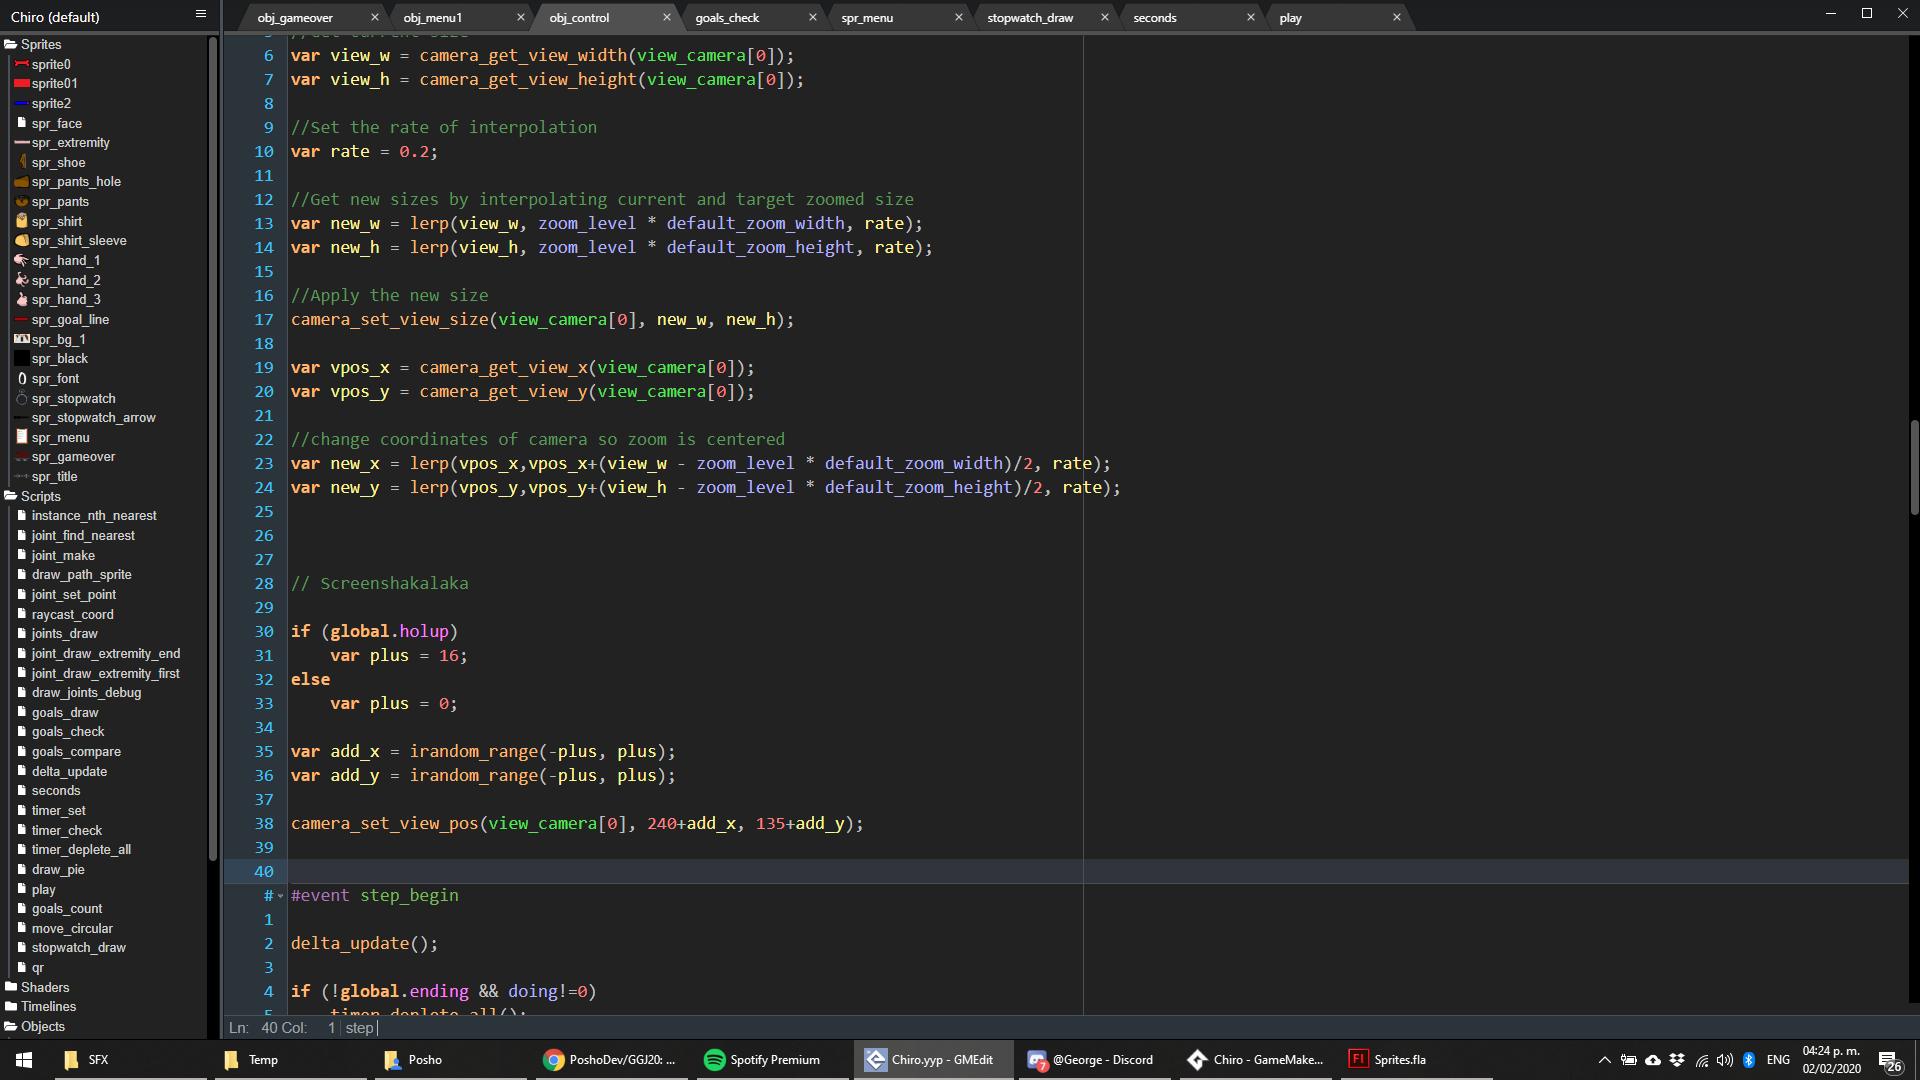 Chiro (default)
obj_gameover
obj_menu1
obj_control
goals_check
spr_menu
stopwatch_draw
seconds
play
Sprites
sprite0
sprite01
sprite2
spr_face
spr_extremity
spr_shoe
spr_pants_hole
spr_pants
spr_shirt
spr_shirt_sleeve
spr_hand_1
spr_hand_2
spr_hand_3
spr_goal_line
spr_bg_1
spr_black
spr_font
spr_stopwatch
spr_stopwatch_arrow
spr_menu
spr_gameover
spr_title
Scripts
instance_nth_nearest
joint_find_nearest
joint_make
draw_path_sprite
joint_set_point
raycast_coord
joints_draw
joint_draw_extremity_end
joint_draw_extremity_first
draw_joints_debug
goals_draw
goals_check
goals_compare
delta_update
seconds
timer_set
timer_check
timer_deplete_all
draw_pie
play
goals_count
move_circular
stopwatch_draw
qr
Shaders
Timelines
Objects
5 //Get current size
6 var view_w = camera_get_view_width(view_camera[0]);
7 var view_h = camera_get_view_height(view_camera[0]);
8
9 //Set the rate of interpolation
10 var rate = 0.2;
11
12 //Get new sizes by interpolating current and target zoomed size
13 var new_w = lerp(view_w, zoom_level * default_zoom_width, rate);
14 var new_h = lerp(view_h, zoom_level * default_zoom_height, rate);
15
16 //Apply the new size
17 camera_set_view_size(view_camera[0], new_w, new_h);
18
19 var vpos_x = camera_get_view_x(view_camera[0]);
20 var vpos_y = camera_get_view_y(view_camera[0]);
21
22 //change coordinates of camera so zoom is centered
23 var new_x = lerp(vpos_x,vpos_x+(view_w - zoom_level * default_zoom_width)/2, rate);
24 var new_y = lerp(vpos_y,vpos_y+(view_h - zoom_level * default_zoom_height)/2, rate);
25
26
27
28 // Screenshakalaka
29
30 if (global.holup)
31 var plus = 16;
32 else
33 var plus = 0;
34
35 var add_x = irandom_range(-plus, plus);
36 var add_y = irandom_range(-plus, plus);
37
38 camera_set_view_pos(view_camera[0], 240+add_x, 135+add_y);
39
40
# #event step_begin
1
2 delta_update();
3
4 if (!global.ending && doing!=0)
5 timer_deplete_all();
Ln: 40 Col: 1 step
SFX
Temp
Posho
PoshoDev/GGJ20: ...
Spotify Premium
Chiro.yyp - GMEdit
7
@George - Discord
Chiro - GameMake...
Fl
Sprites.fla
ENG
04:24 p. m.
02/02/2020
26